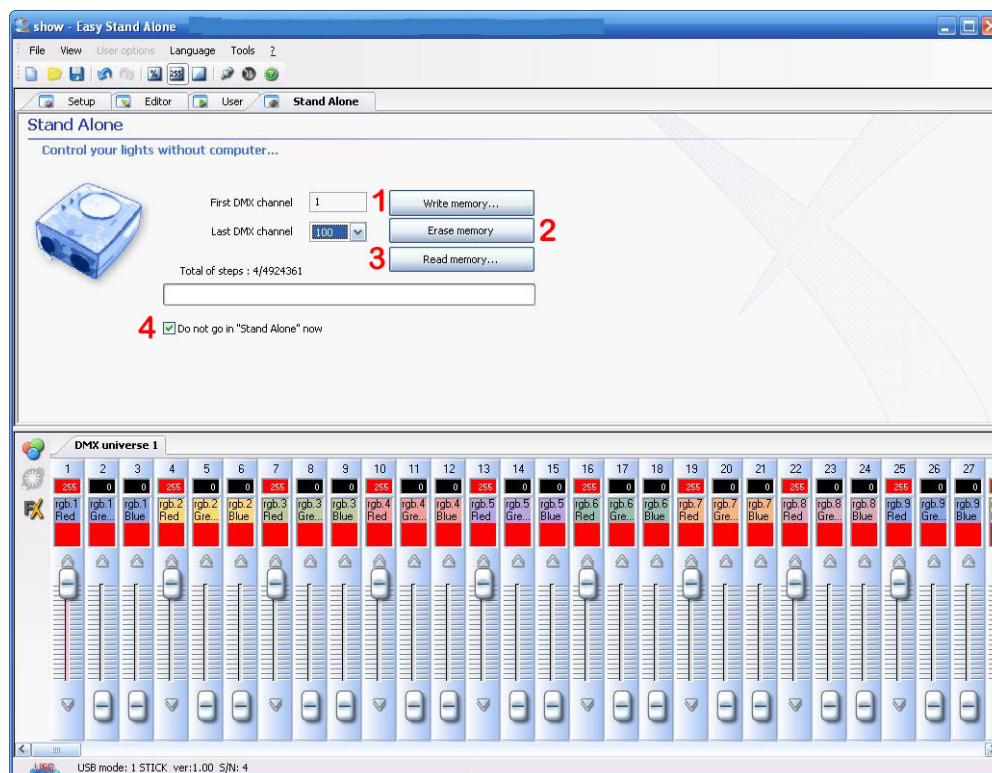 show - Easy Stand Alone
File View User options Language Tools ?
% 255
Setup Editor User Stand Alone
Stand Alone
Control your lights without computer...
First DMX channel 1 1 Write memory...
Last DMX channel 100 Erase memory 2
3 Read memory...
Total of steps : 4/4924361
4 Do not go in "Stand Alone" now
DMX universe 1
1 2 3 4 5 6 7 8 9 10 11 12 13 14 15 16 17 18 19 20 21 22 23 24 25 26 27
255 0 0 255 0 0 255 0 0 255 0 0 255 0 0 255 0 0 255 0 0 255 0 0 255 0 0
FX rgb.1 rgb.1 rgb.1 rgb.2 rgb.2 rgb.2 rgb.3 rgb.3 rgb.3 rgb.4 rgb.4 rgb.4 rgb.5 rgb.5 rgb.5 rgb.6 rgb.6 rgb.6 rgb.7 rgb.7 rgb.7 rgb.8 rgb.8 rgb.8 rgb.9 rgb.9 rgb.9
Red Gre... Blue Red Gre... Blue Red Gre... Blue Red Gre... Blue Red Gre... Blue Red Gre... Blue Red Gre... Blue Red Gre... Blue Red Gre... Blue
USB USB mode: 1 STICK ver:1.00 S/N: 4